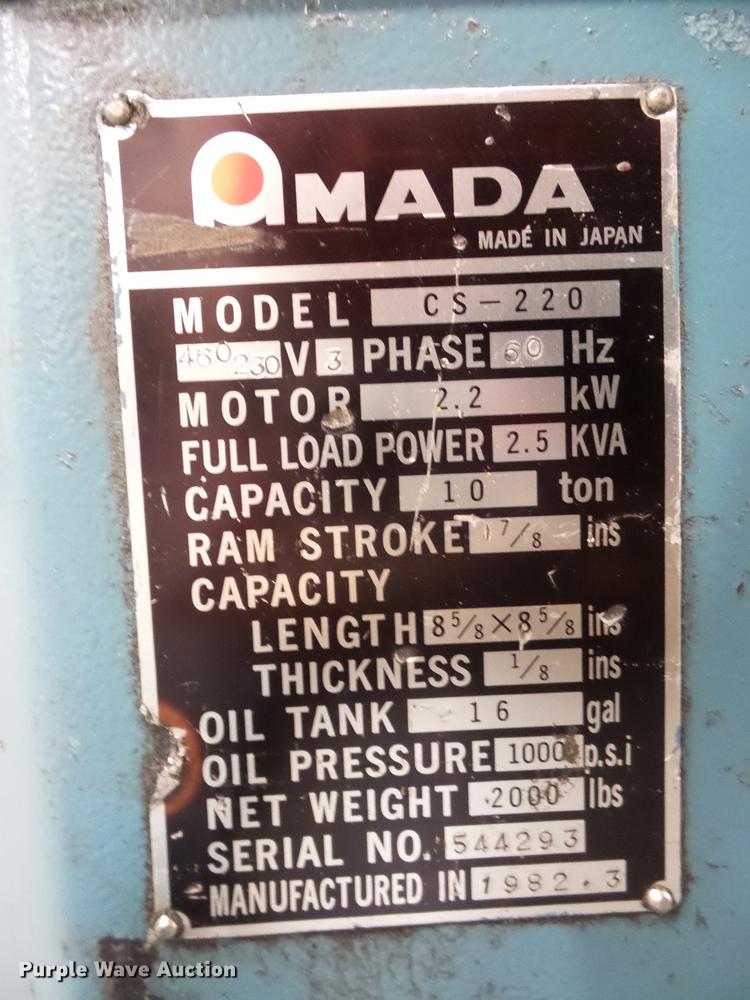 AMADA
MADE IN JAPAN
MODEL CS-220
460 230 V 3 PHASE 60 Hz
MOTOR 2.2 kW
FULL LOAD POWER 2.5 KVA
CAPACITY 10 ton
RAM STROKE 1 7/8 ins
CAPACITY
LENGTH 8 5/8 × 8 5/8 ins
THICKNESS 1/8 ins
OIL TANK 16 gal
OIL PRESSURE 1000 p.s.i
NET WEIGHT 2000 lbs
SERIAL NO. 544293
MANUFACTURED IN 1982.3
Purple Wave Auction